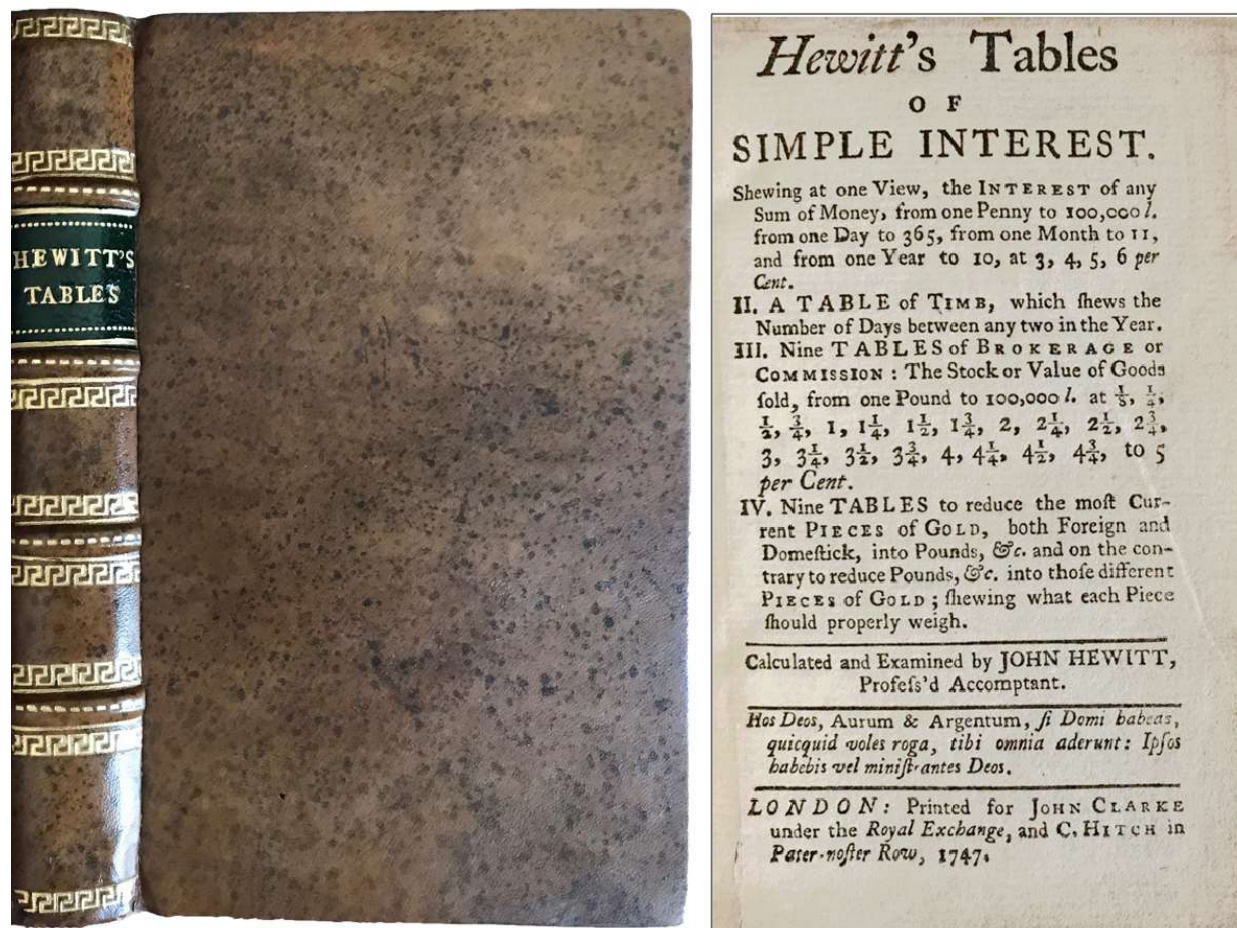 HEWITT'S
TABLES
Hewitt's Tables
OF
SIMPLE INTEREST.
Shewing at one View, the INTEREST of any
Sum of Money, from one Penny to 100,000 l.
from one Day to 365, from one Month to 11,
and from one Year to 10, at 3, 4, 5, 6 per
Cent.
II. A TABLE of TIMB, which ſhews the
Number of Days between any two in the Year.
III. Nine TABLES of BROKERAGE or
COMMISSION : The Stock or Value of Goods
ſold, from one Pound to 100,000 l. at ⅛, ¼,
½, ¾, 1, 1¼, 1½, 1¾, 2, 2¼, 2½, 2¾,
3, 3¼, 3½, 3¾, 4, 4¼, 4½, 4¾, to 5
per Cent.
IV. Nine TABLES to reduce the moſt Cur-
rent PIECES of GOLD, both Foreign and
Domeſtick, into Pounds, &c. and on the con-
trary to reduce Pounds, &c. into thoſe different
PIECES of GOLD ; ſhewing what each Piece
ſhould properly weigh.
Calculated and Examined by JOHN HEWITT,
Profeſs'd Accomptant.
Hos Deos, Aurum & Argentum, ſi Domi habeas,
quicquid voles roga, tibi omnia aderunt: Ipſos
habebis vel miniſtrantes Deos.
LONDON: Printed for JOHN CLARKE
under the Royal Exchange, and C. HITCH in
Pater-noſter Row, 1747.